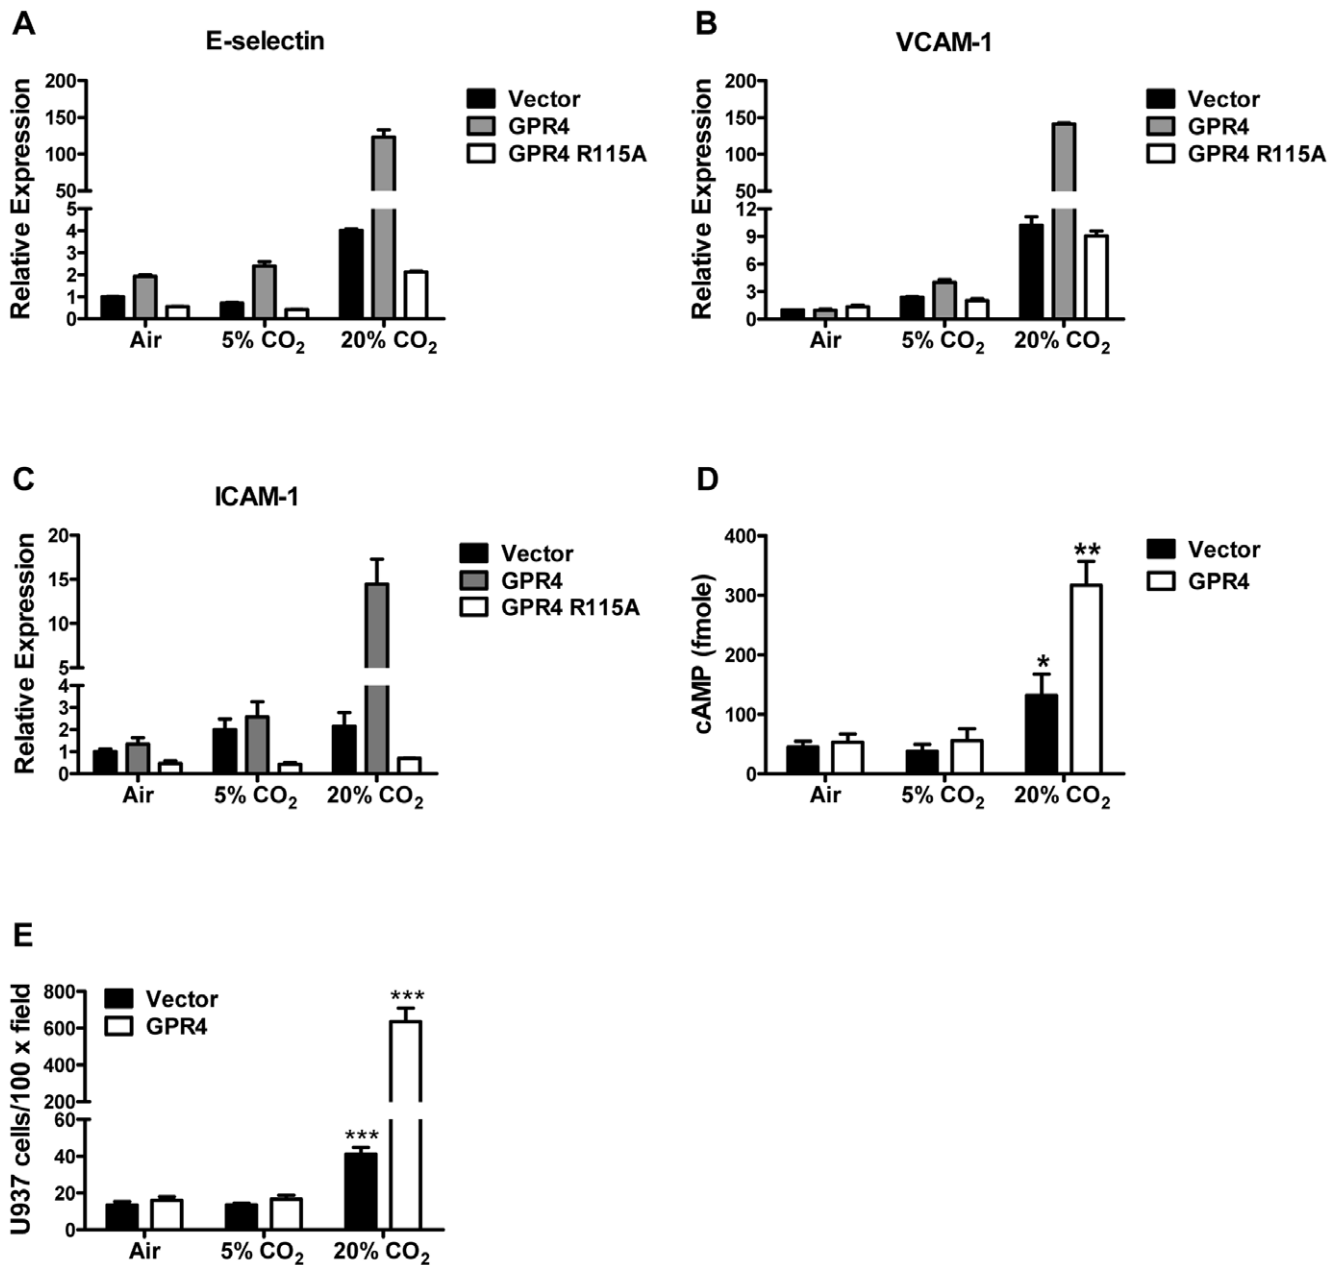 A
E-selectin
Relative Expression
200
150
100
50
5
4
3
2
1
0
Air
5% CO2
20% CO2
Vector
GPR4
GPR4 R115A
B
VCAM-1
Relative Expression
200
150
100
50
12
9
6
3
0
Air
5% CO2
20% CO2
Vector
GPR4
GPR4 R115A
C
ICAM-1
Relative Expression
20
15
10
5
4
3
2
1
0
Air
5% CO2
20% CO2
Vector
GPR4
GPR4 R115A
D
cAMP (fmole)
400
300
200
100
0
*
**
Air
5% CO2
20% CO2
Vector
GPR4
E
U937 cells/100 x field
800
600
400
200
60
40
20
0
Vector
GPR4
***
***
Air
5% CO2
20% CO2